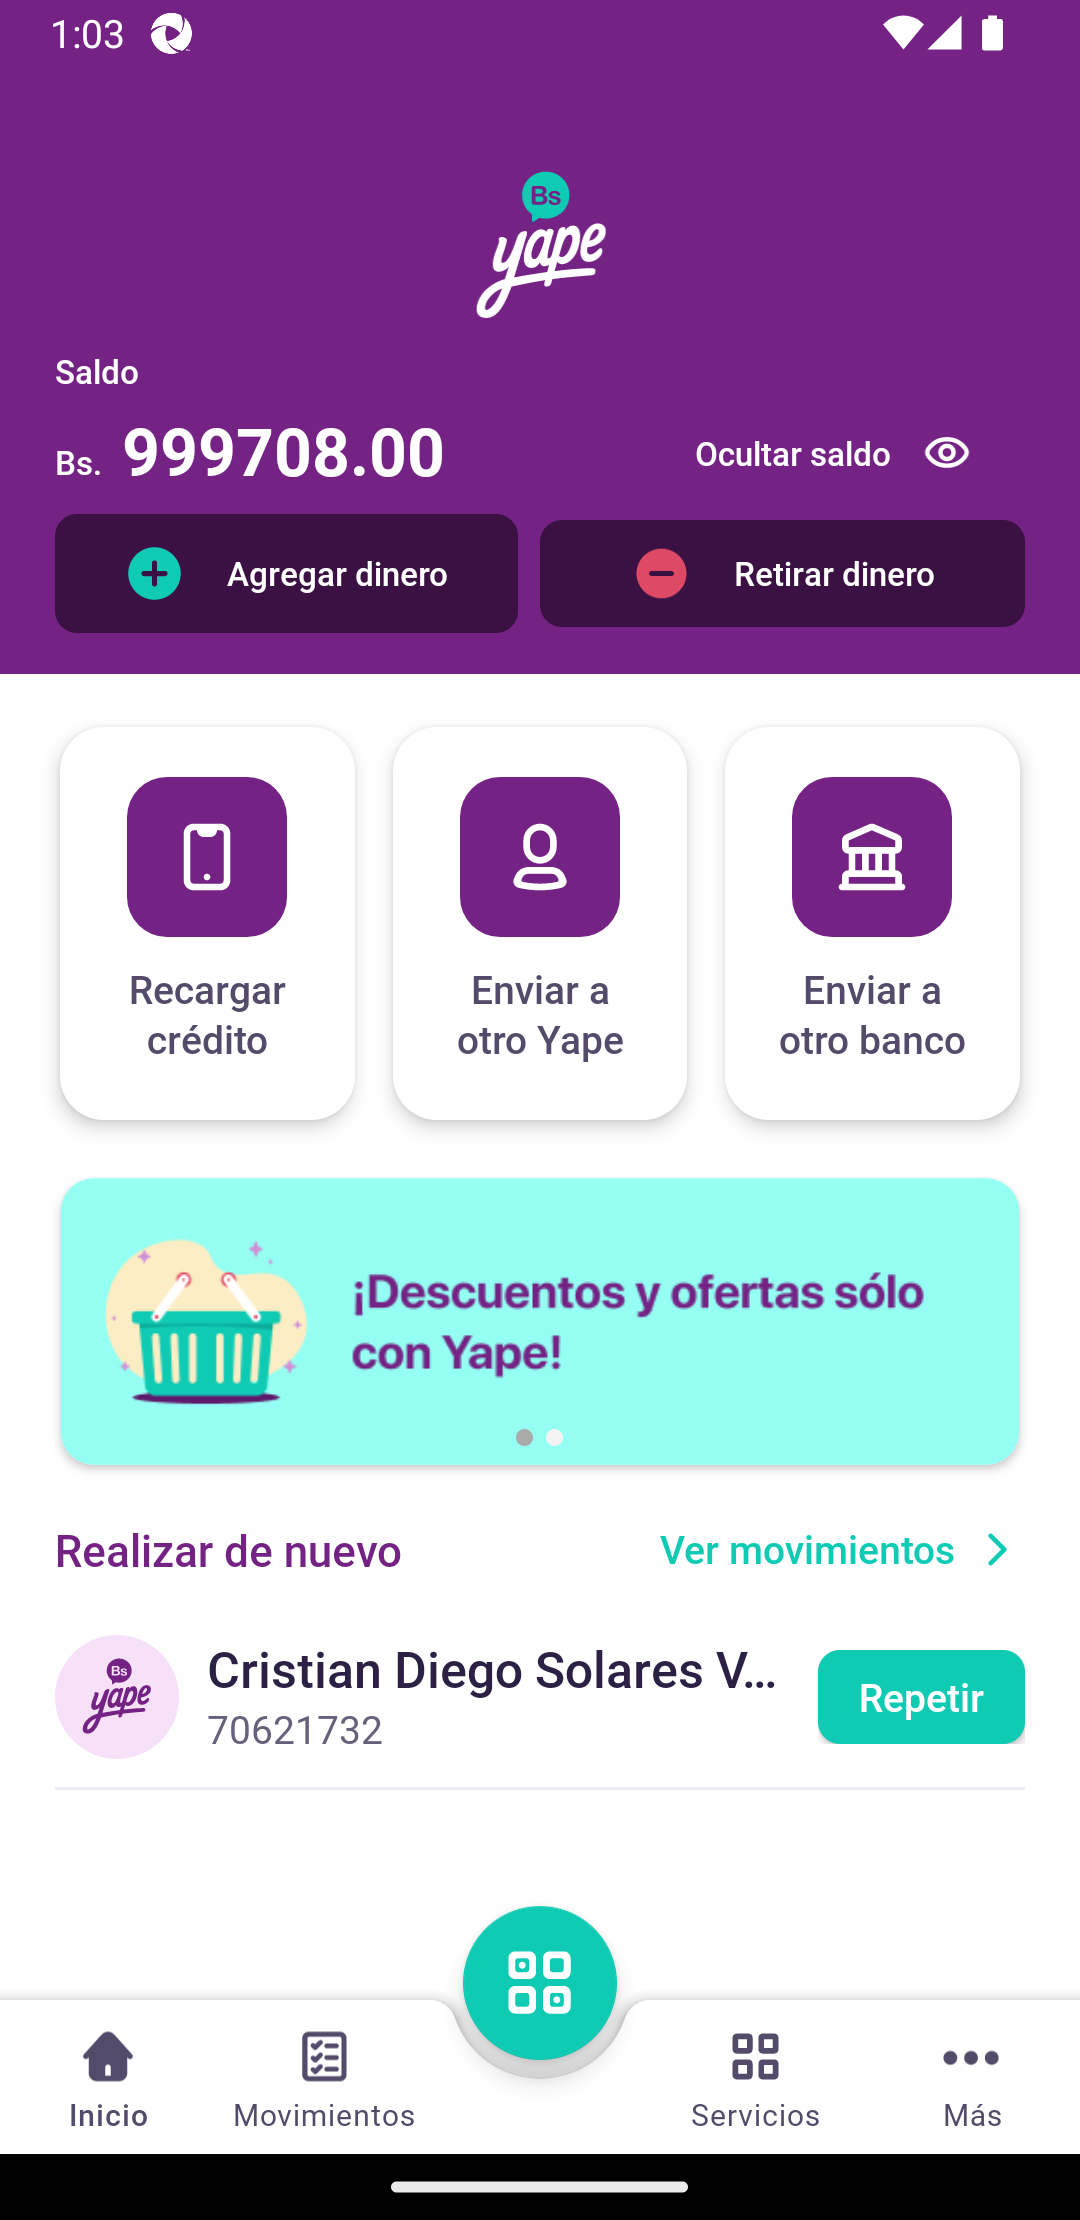 1:03
Bs
yape
Saldo
Bs. 999708.00
Ocultar saldo
Agregar dinero
Retirar dinero
Recargar
crédito
Enviar a
otro Yape
Enviar a
otro banco
¡Descuentos y ofertas sólo
con Yape!
Realizar de nuevo
Ver movimientos
Bs
yape
Cristian Diego Solares V...
70621732
Repetir
Inicio
Movimientos
Servicios
Más